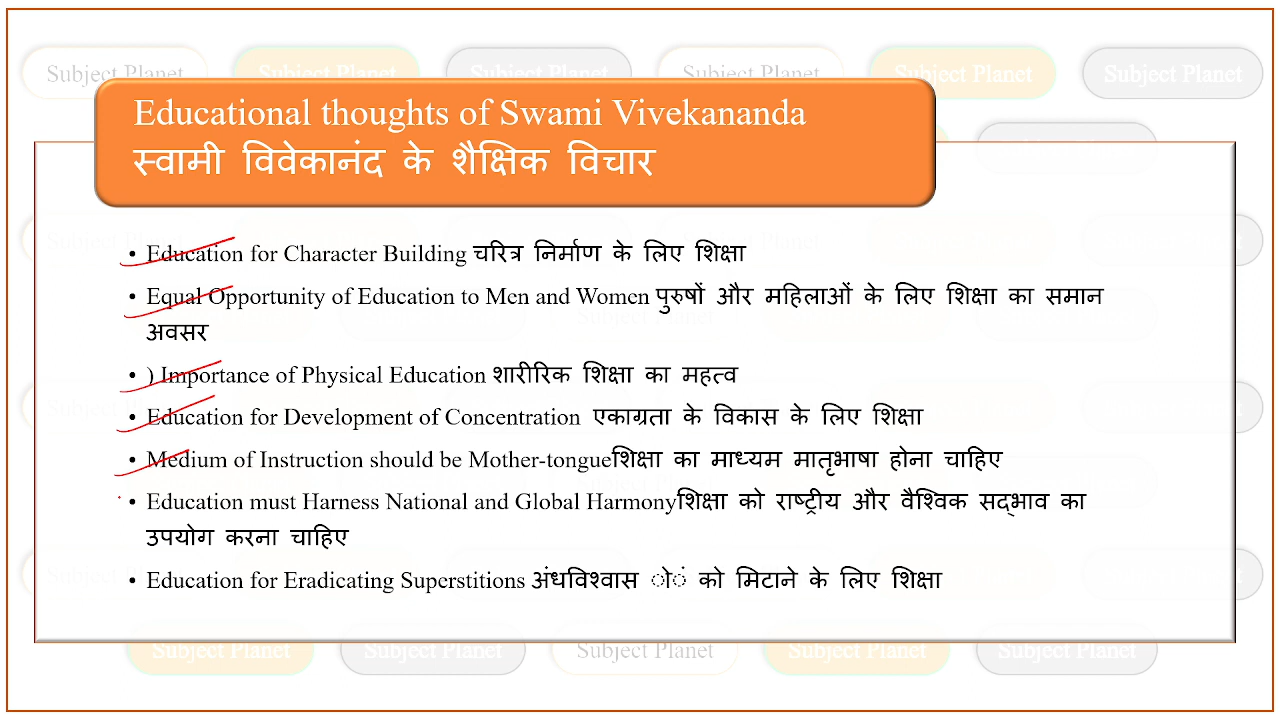 Subject Planet Subject Planet Subject Planet Subject Planet Subject Planet Subject Planet
Educational thoughts of Swami Vivekananda
स्वामी विवेकानंद के शैक्षिक विचार
• Education for Character Building चरित्र निर्माण के लिए शिक्षा
• Equal Opportunity of Education to Men and Women पुरुषों और महिलाओं के लिए शिक्षा का समान
अवसर
• ) Importance of Physical Education शारीरिक शिक्षा का महत्व
• Education for Development of Concentration एकाग्रता के विकास के लिए शिक्षा
• Medium of Instruction should be Mother-tongueशिक्षा का माध्यम मातृभाषा होना चाहिए
• Education must Harness National and Global Harmonyशिक्षा को राष्ट्रीय और वैश्विक सद्भाव का
उपयोग करना चाहिए
• Education for Eradicating Superstitions अंधविश्वास ों को मिटाने के लिए शिक्षा
Subject Planet Subject Planet Subject Planet Subject Planet Subject Planet